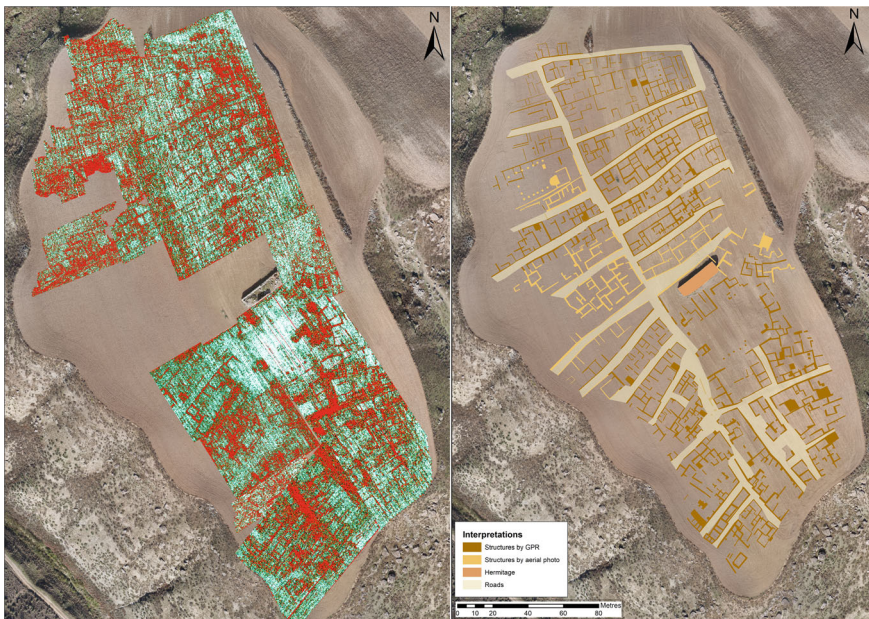 N
N
Interpretations
Structures by GPR
Structures by aerial photo
Hermitage
Roads
0 10 20 40 60 80 Metres